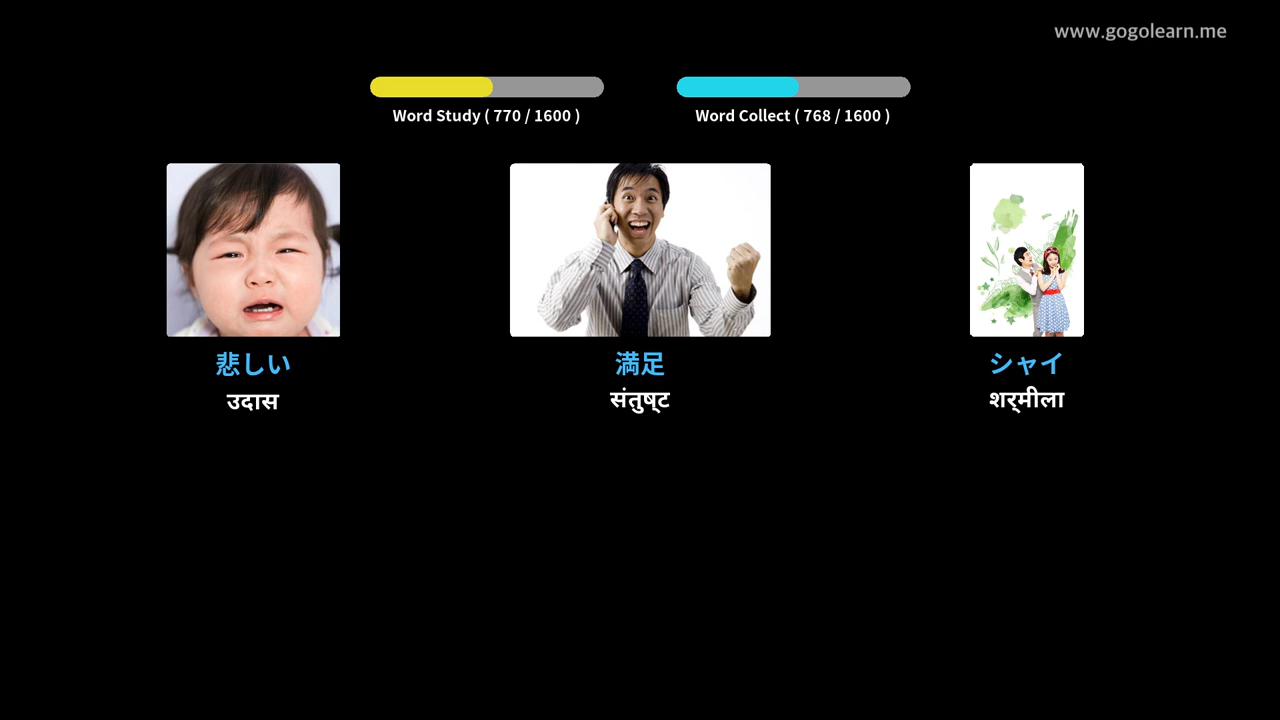 www.gogolearn.me
Word Study ( 770 / 1600 )
Word Collect ( 768 / 1600 )
悲しい
उदास
満足
संतुष्ट
シャイ
शर्मीला